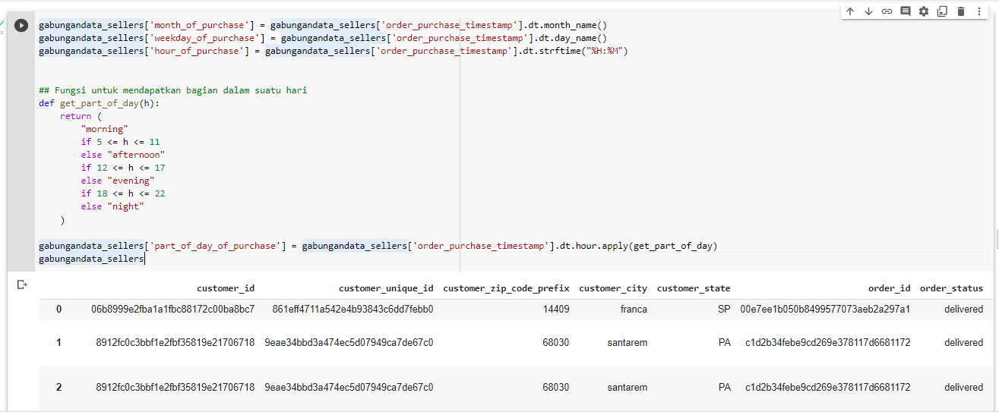 gabungandata_sellers['month_of_purchase'] = gabungandata_sellers['order_purchase_timestamp'].dt.month_name()
gabungandata_sellers['weekday_of_purchase'] = gabungandata_sellers['order_purchase_timestamp'].dt.day_name()
gabungandata_sellers['hour_of_purchase'] = gabungandata_sellers['order_purchase_timestamp'].dt.strftime("%H:%M")
## Fungsi untuk mendapatkan bagian dalam suatu hari
def get_part_of_day(h):
    return (
        "morning"
        if 5 <= h <= 11
        else "afternoon"
        if 12 <= h <= 17
        else "evening"
        if 18 <= h <= 22
        else "night"
    )
gabungandata_sellers['part_of_day_of_purchase'] = gabungandata_sellers['order_purchase_timestamp'].dt.hour.apply(get_part_of_day)
gabungandata_sellers
customer_id customer_unique_id customer_zip_code_prefix customer_city customer_state order_id order_status
0 06b8999e2fba1a1fbc88172c00ba8bc7 861eff4711a542e4b93843c6dd7febb0 14409 franca SP 00e7ee1b050b8499577073aeb2a297a1 delivered
1 8912fc0c3bbf1e2fbf35819e21706718 9eae34bbd3a474ec5d07949ca7de67c0 68030 santarem PA c1d2b34febe9cd269e378117d6681172 delivered
2 8912fc0c3bbf1e2fbf35819e21706718 9eae34bbd3a474ec5d07949ca7de67c0 68030 santarem PA c1d2b34febe9cd269e378117d6681172 delivered